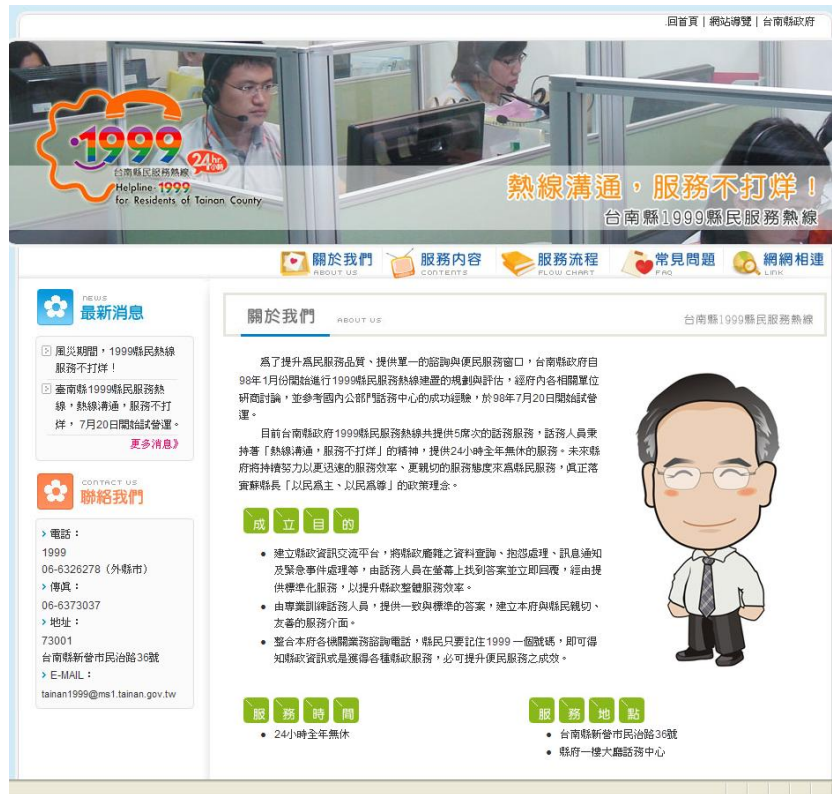 回首頁 | 網站導覽 | 台南縣政府
1999
24hr.
小時
台南縣民服務熱線
Helpline 1999
for Residents of Tainan County
熱線溝通，服務不打烊！
台南縣1999縣民服務熱線
關於我們
ABOUT US
服務內容
CONTENTS
服務流程
FLOW CHART
常見問題
FAQ
網網相連
LINK
news
最新消息
風災期間，1999縣民熱線
服務不打烊！
臺南縣1999縣民服務熱
線，熱線溝通，服務不打
烊， 7月20日開始試營運。
更多消息》
CONTACT US
聯絡我們
電話：
1999
06-6326278（外縣市）
傳真：
06-6373037
地址：
73001
台南縣新營市民治路36號
E-MAIL：
tainan1999@ms1.tainan.gov.tw
關於我們 ABOUT US
台南縣1999縣民服務熱線
為了提升為民服務品質、提供單一的諮詢與便民服務窗口，台南縣政府自
98年1月份開始進行1999縣民服務熱線建置的規劃與評估，經府內各相關單位
研商討論，並參考國內公部門話務中心的成功經驗，於98年7月20日開始試營
運。
目前台南縣政府1999縣民服務熱線共提供5席次的話務服務，話務人員秉
持著「熱線溝通，服務不打烊」的精神，提供24小時全年無休的服務。未來縣
府將持續努力以更迅速的服務效率、更親切的服務態度來為縣民服務，真正落
實蘇縣長「以民為主、以民為尊」的政策理念。
成立目的
建立縣政資訊交流平台，將縣政龐雜之資料查詢、抱怨處理、訊息通知
及緊急事件處理等，由話務人員在螢幕上找到答案並立即回覆，經由提
供標準化服務，以提升縣政整體服務效率。
由專業訓練話務人員，提供一致與標準的答案，建立本府與縣民親切、
友善的服務介面。
整合本府各機關業務諮詢電話，縣民只要記住1999 一個號碼，即可得
知縣政資訊或是獲得各種縣政服務，必可提升便民服務之成效。
服務時間
24小時全年無休
服務地點
台南縣新營市民治路36號
縣府一樓大廳話務中心